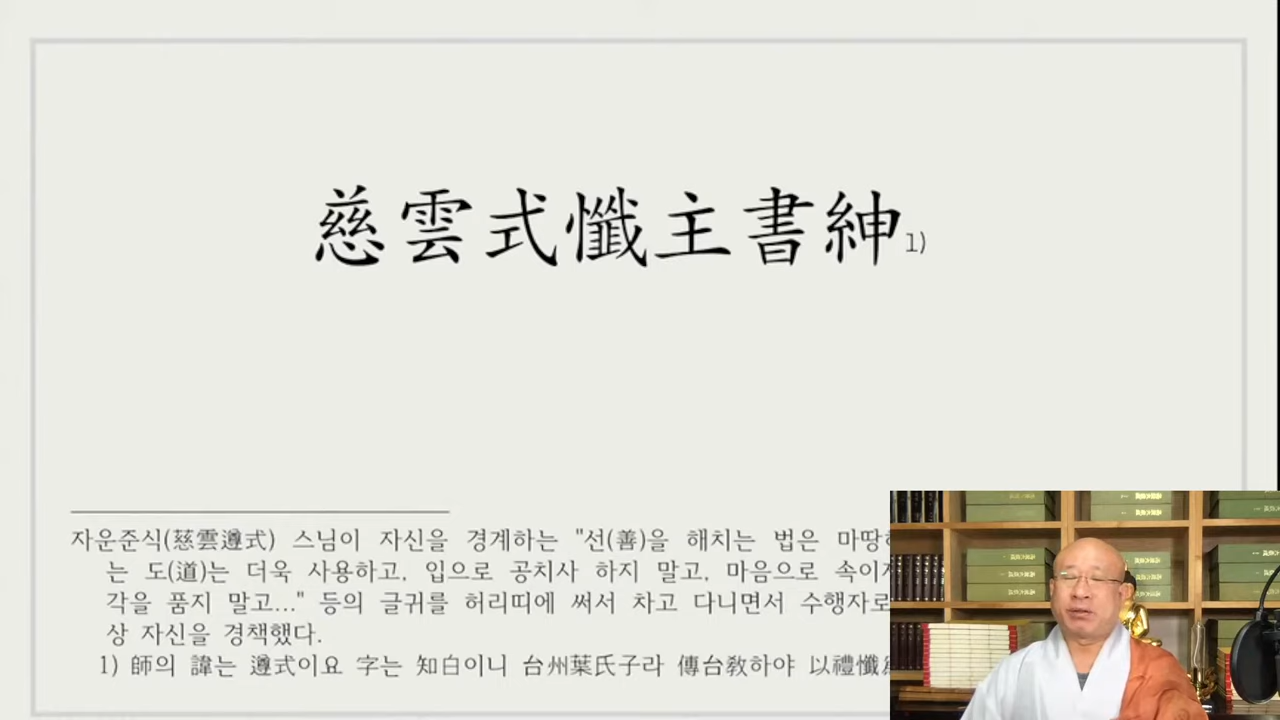 慈雲式懺主書紳1)
자운준식(慈雲遵式) 스님이 자신을 경계하는 "선(善)을 해치는 법은 마땅
는 도(道)는 더욱 사용하고, 입으로 공치사 하지 말고, 마음으로 속이
각을 품지 말고..." 등의 글귀를 허리띠에 써서 차고 다니면서 수행자로
상 자신을 경책했다.
1) 師의 諱는 遵式이요 字는 知白이니 台州葉氏子라 傳台敎하야 以禮懺